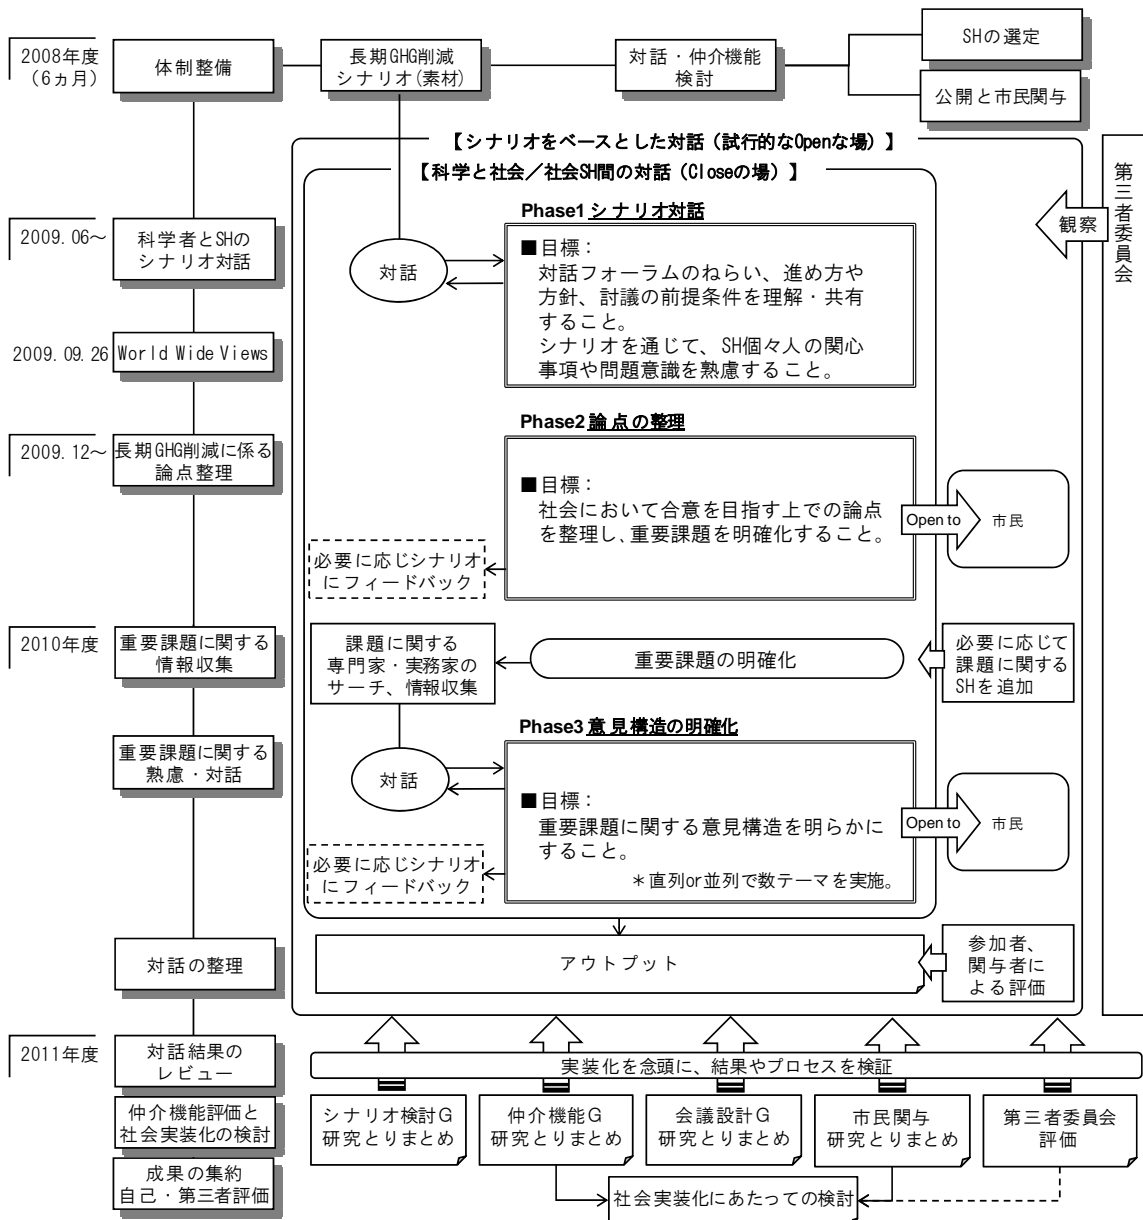 2008年度
（6ヵ月）
体制整備
長期GHG削減
シナリオ(素材)
対話・仲介機能
検討
SHの選定
公開と市民関与
【シナリオをベースとした対話（試行的なOpenな場）】
【科学と社会／社会SH間の対話（Closeの場）】
第三者委員会
観察
2009.06～
科学者とSHの
シナリオ対話
対話
Phase1 シナリオ対話
■目標：
対話フォーラムのねらい、進め方や
方針、討議の前提条件を理解・共有
すること。
シナリオを通じて、SH個々人の関心
事項や問題意識を熟慮すること。
2009.09.26
World Wide Views
2009.12～
長期GHG削減に係る
論点整理
Phase2 論点の整理
■目標：
社会において合意を目指す上での論点
を整理し、重要課題を明確化すること。
Open to
市民
必要に応じシナリオ
にフィードバック
2010年度
重要課題に関する
情報収集
課題に関する
専門家・実務家の
サーチ、情報収集
重要課題の明確化
必要に応じて
課題に関する
SHを追加
重要課題に関する
熟慮・対話
対話
Phase3 意見構造の明確化
■目標：
重要課題に関する意見構造を明らかに
すること。
＊直列or並列で数テーマを実施。
Open to
市民
必要に応じシナリオ
にフィードバック
対話の整理
アウトプット
参加者、
関与者に
よる評価
2011年度
対話結果の
レビュー
実装化を念頭に、結果やプロセスを検証
仲介機能評価と
社会実装化の検討
シナリオ検討G
研究とりまとめ
仲介機能G
研究とりまとめ
会議設計G
研究とりまとめ
市民関与
研究とりまとめ
第三者委員会
評価
成果の集約
自己・第三者評価
社会実装化にあたっての検討